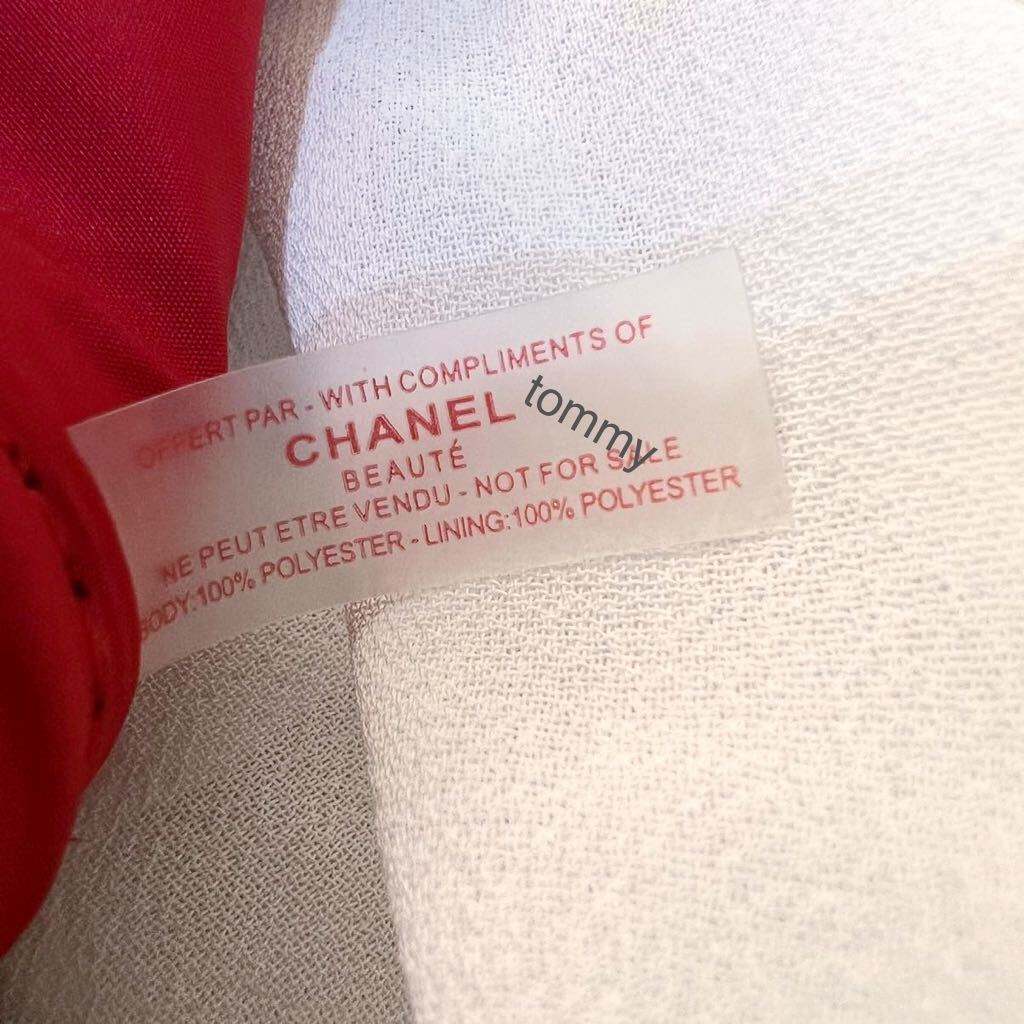 OFFERT PAR - WITH COMPLIMENTS OF
CHANEL
BEAUTÉ
NE PEUT ETRE VENDU - NOT FOR SALE
BODY:100% POLYESTER - LINING:100% POLYESTER
tommy